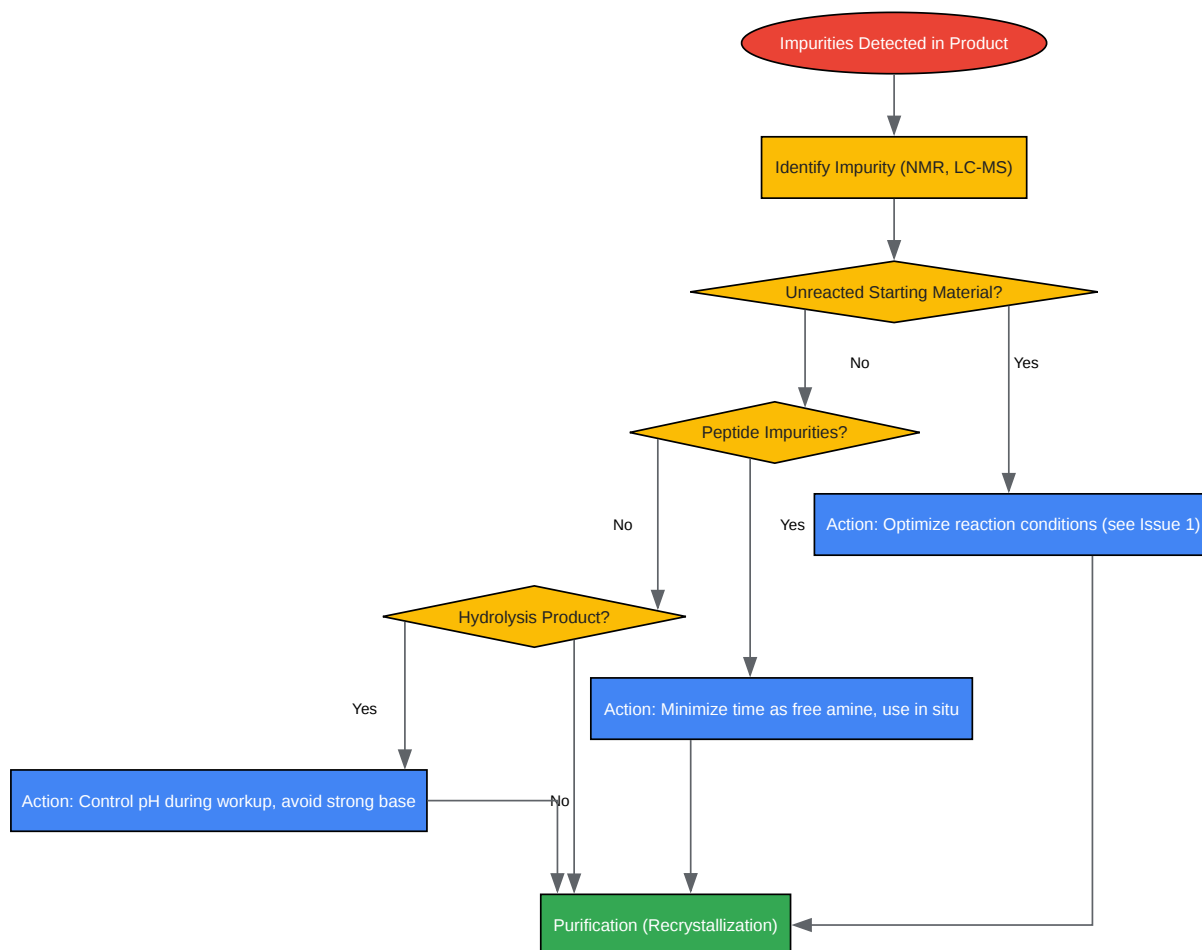 Impurities Detected in Product
Identify Impurity (NMR, LC-MS)
Unreacted Starting Material?
No
Yes
Peptide Impurities?
No
Yes
Action: Optimize reaction conditions (see Issue 1)
Hydrolysis Product?
Yes
Action: Minimize time as free amine, use in situ
Action: Control pH during workup, avoid strong base
No
Purification (Recrystallization)